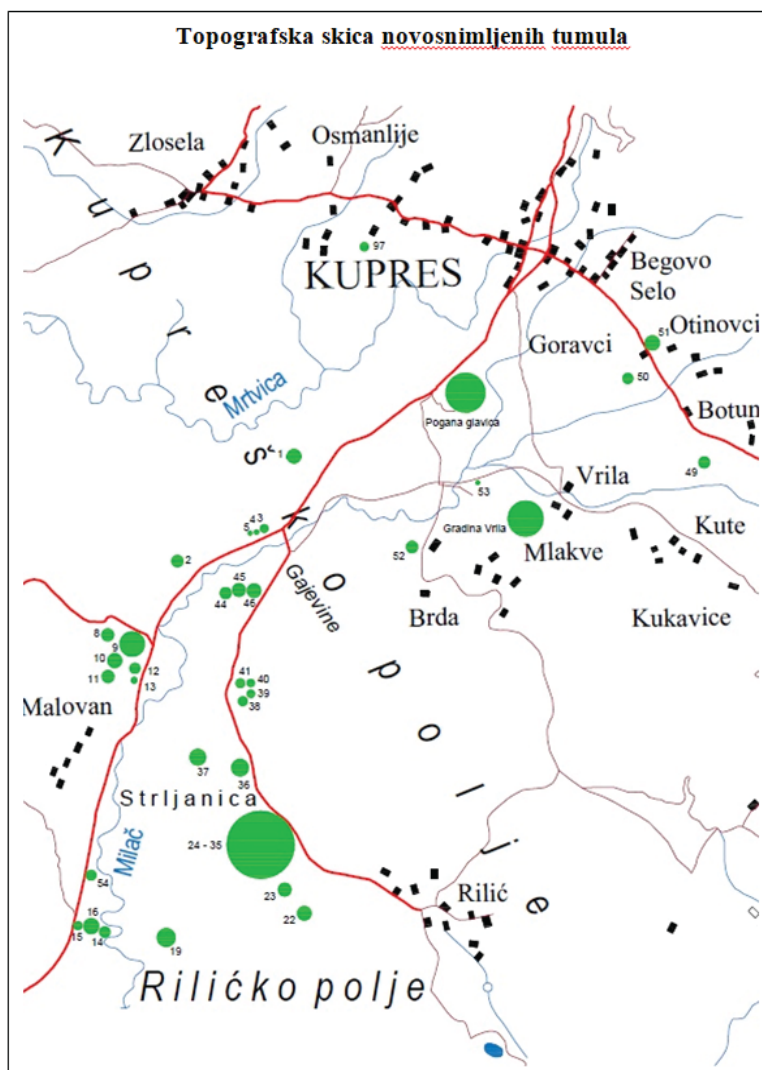 Topografska skica novosnimljenih tumula
Zlosela
Osmanlije
97
KUPRES
Begovo
Selo
Goravci
51
Otinovci
50
Botun
Mrtvica
Pogana glavica
K u p r e š k o p o l j e
1
49
53
Vrila
Gradina Vrila
Kute
Mlakve
5 4 3
52
2
Gajevine
45
44
46
Brda
Kukavice
8
9
10
12
11
13
41
40
39
38
Malovan
37
36
Strljanica
24 - 35
Milač
54
23
22
Rilić
16
15
14
19
Rilićko polje